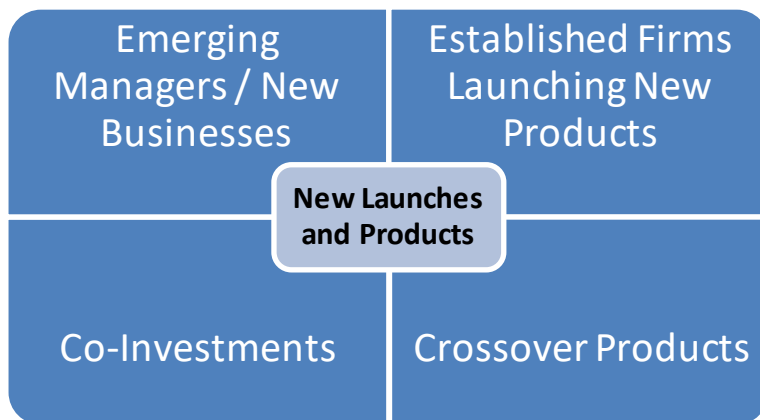 Emerging
Managers / New
Businesses
Established Firms
Launching New
Products
New Launches
and Products
Co-Investments
Crossover Products